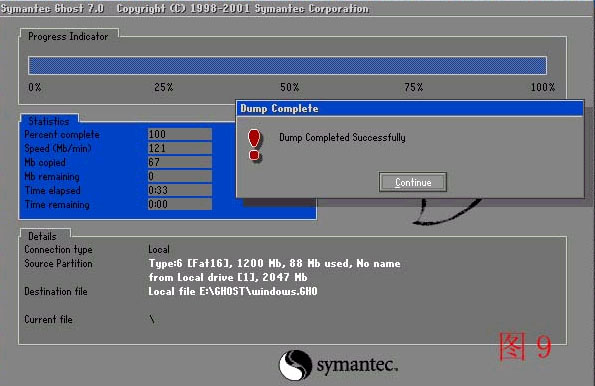 Symantec Ghost 7.0 Copyright (C) 1998-2001 Symantec Corporation
Progress Indicator
0% 25% 50% 75% 100%
Dump Complete
Dump Completed Successfully
Continue
Statistics
Percent complete 100
Speed (Mb/min) 121
Mb copied 67
Mb remaining 0
Time elapsed 0:33
Time remaining 0:00
Details
Connection type Local
Source Partition Type:6 [Fat16], 1200 Mb, 88 Mb used, No name
from Local drive [1], 2047 Mb
Destination file Local file E:\GHOST\windows.GHO
Current file \
图 9
symantec.